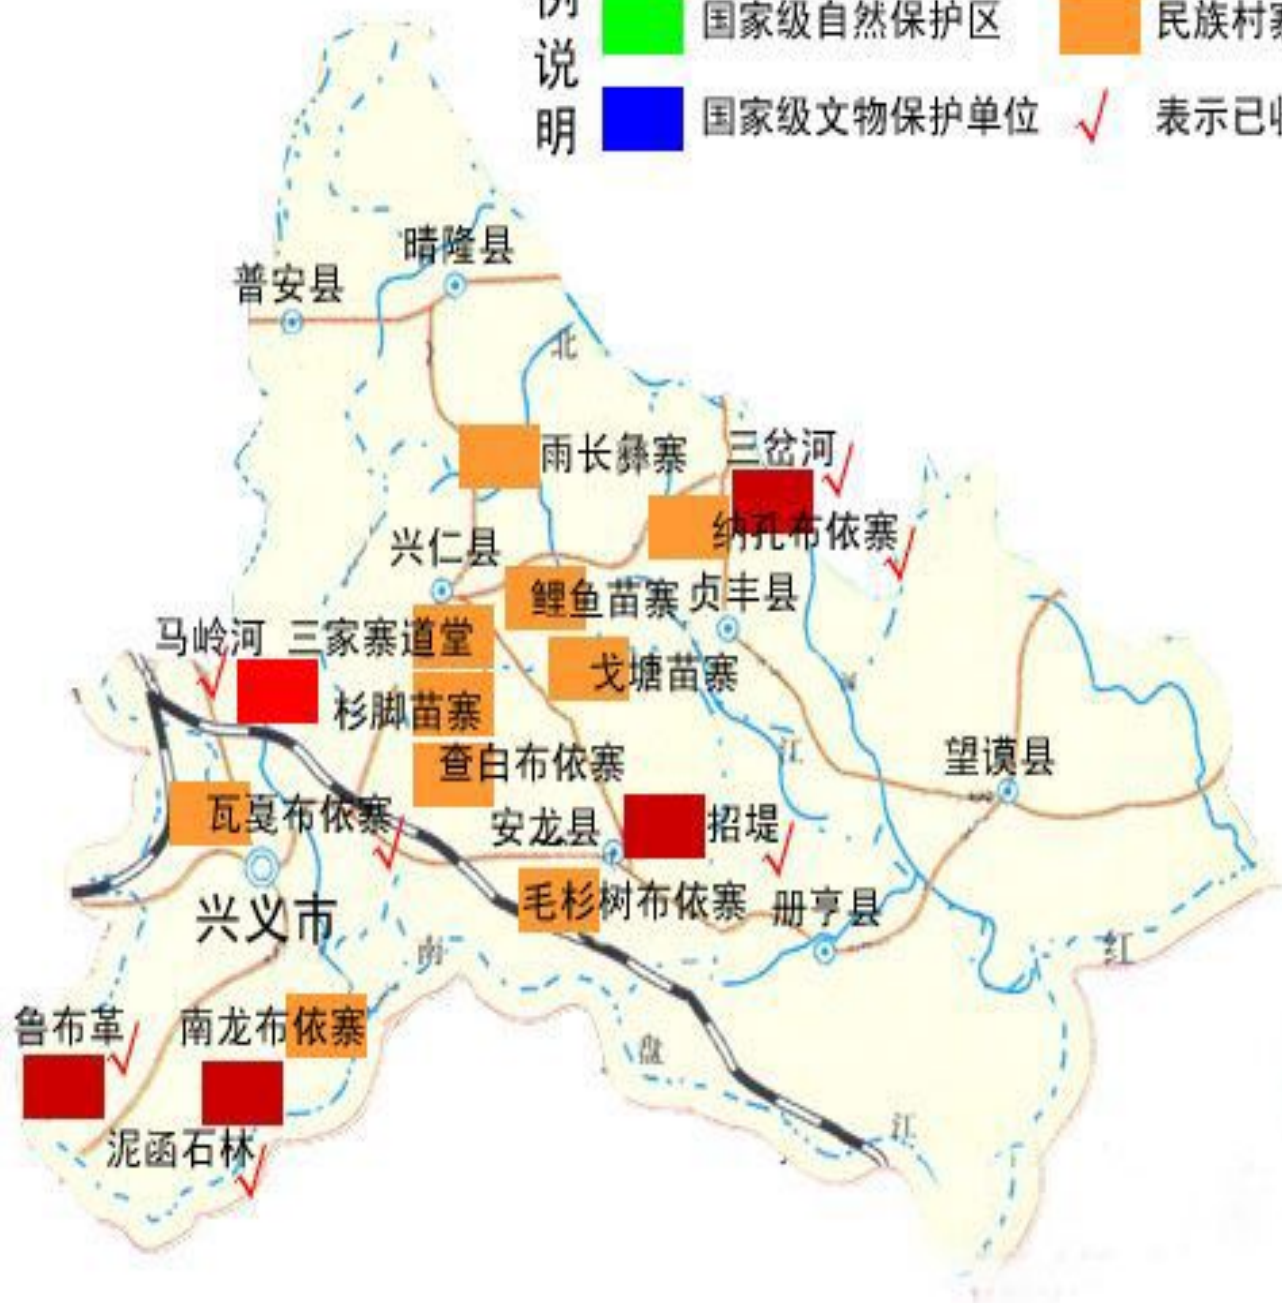 国家级自然保护区
民族村寨
说
明
国家级文物保护单位
表示已
晴隆县
普安县
北
雨长彝寨
三岔河
纳孔布依寨
兴仁县
鲤鱼苗寨
贞丰县
马岭河
三家寨道堂
戈塘苗寨
杉脚苗寨
江
望谟县
查白布依寨
瓦戛布依寨
安龙县
招堤
毛杉树布依寨
册亨县
兴义市
南
红
鲁布革
南龙布依寨
盘
江
泥函石林